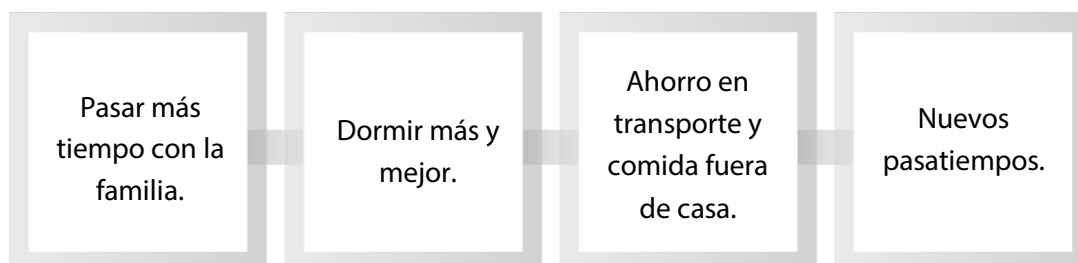 Pasar más
tiempo con la
familia.
Dormir más y
mejor.
Ahorro en
transporte y
comida fuera
de casa.
Nuevos
pasatiempos.